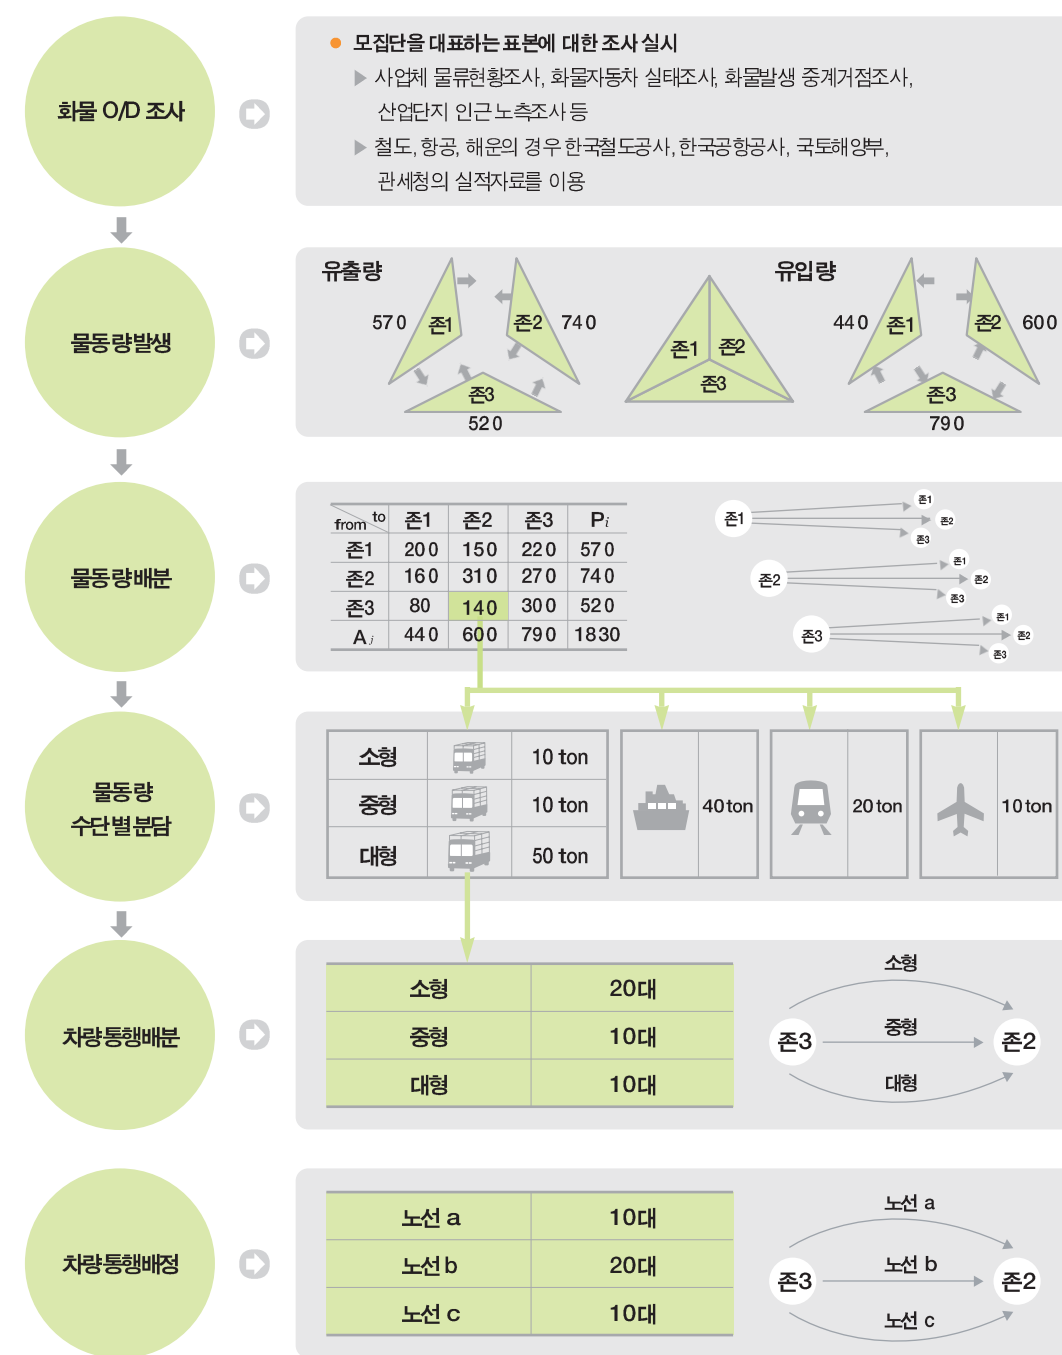 화물 O/D 조사
모집단을 대표하는 표본에 대한 조사 실시
사업체 물류현황조사, 화물자동차 실태조사, 화물발생 중계거점조사,
산업단지 인근 노측조사 등
철도, 항공, 해운의 경우 한국철도공사, 한국공항공사, 국토해양부,
관세청의 실적자료를 이용
물동량 발생
유출량
570 존1 존2 740
존3
520
존1 존2
존3
유입량
440 존1 존2 600
존3
790
물동량 배분
from to 존1 존2 존3 Pi
존1 200 150 220 570
존2 160 310 270 740
존3 80 140 300 520
Aj 440 600 790 1830
존1 존1
존2
존3
존2 존1
존2
존3
존3 존1
존2
존3
물동량
수단별 분담
소형 10 ton
중형 10 ton
대형 50 ton
40 ton
20 ton
10 ton
차량 통행배분
소형 20대
중형 10대
대형 10대
소형
존3 중형 존2
대형
차량 통행배정
노선 a 10대
노선 b 20대
노선 c 10대
노선 a
존3 노선 b 존2
노선 c